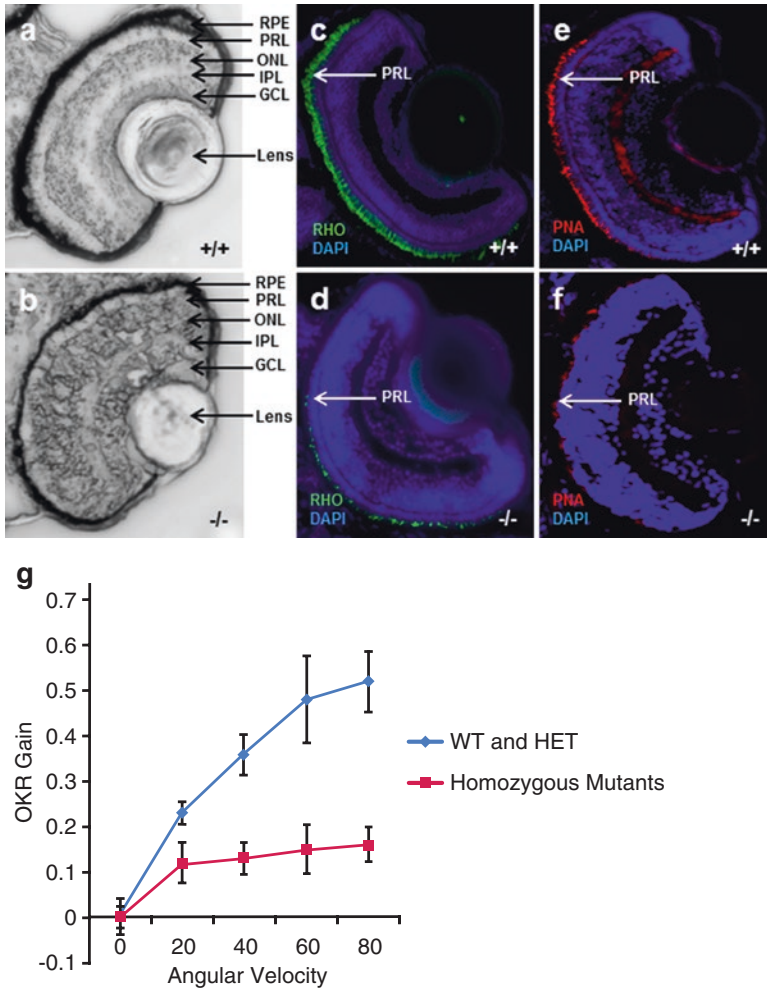 a
RPE
PRL
ONL
IPL
GCL
Lens
+/+
b
RPE
PRL
ONL
IPL
GCL
Lens
-/-
c
PRL
RHO
DAPI
+/+
d
PRL
RHO
DAPI
-/-
e
PRL
PNA
DAPI
+/+
f
PRL
PNA
DAPI
-/-
g
OKR Gain
0.7
0.6
0.5
0.4
0.3
0.2
0.1
0
-0.1
0 20 40 60 80
Angular Velocity
WT and HET
Homozygous Mutants